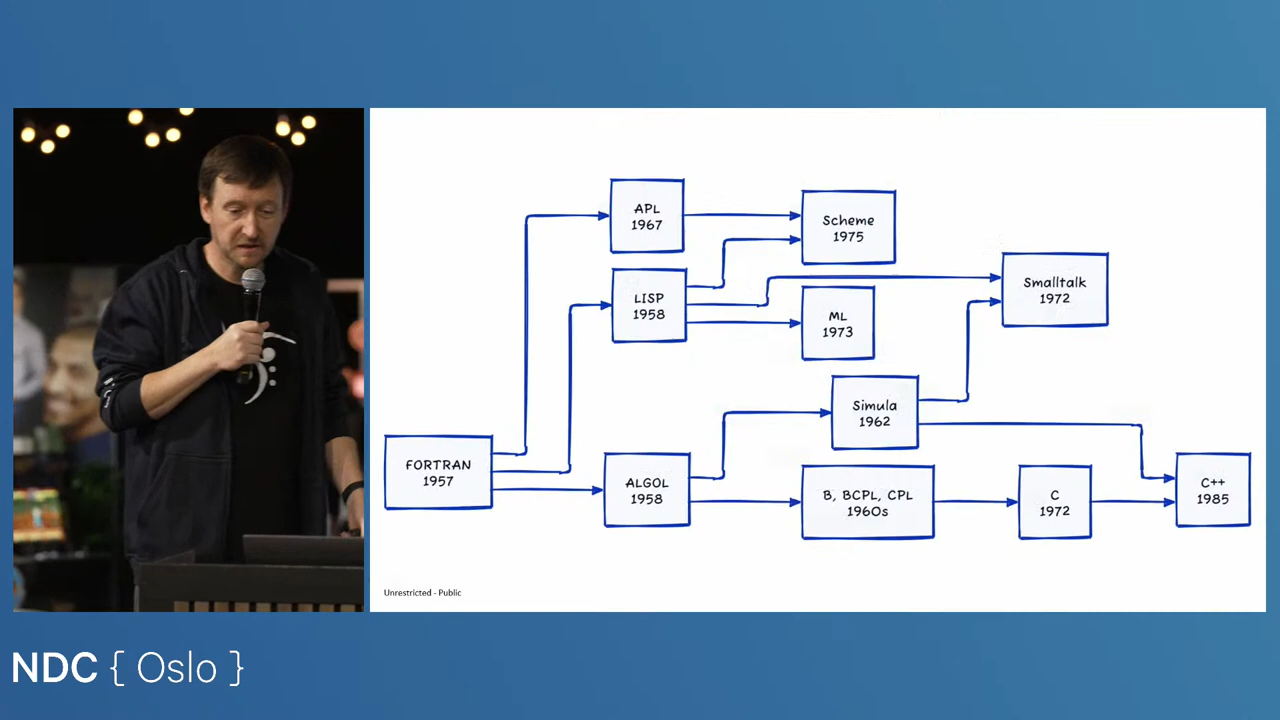 APL
1967
Scheme
1975
LISP
1958
Smalltalk
1972
ML
1973
Simula
1962
FORTRAN
1957
ALGOL
1958
B, BCPL, CPL
1960s
C
1972
C++
1985
Unrestricted - Public
NDC { Oslo }